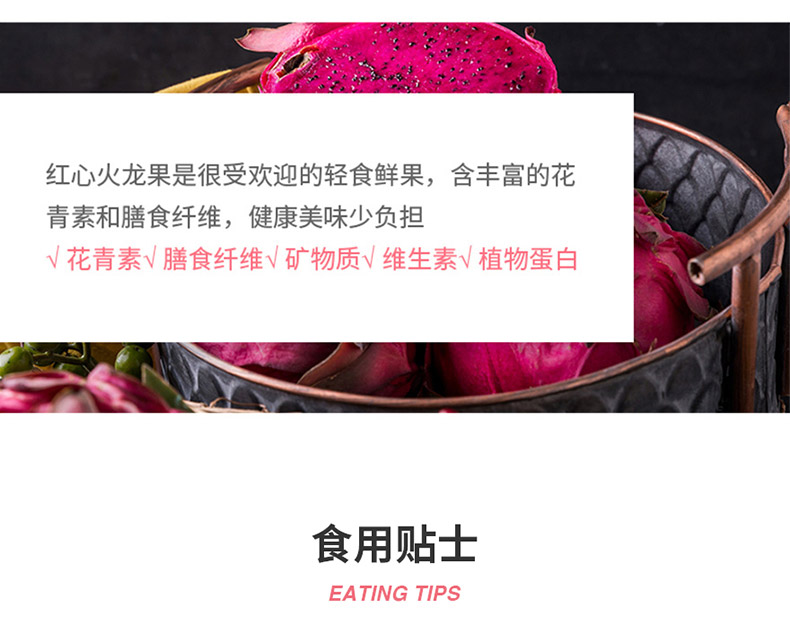 红心火龙果是很受欢迎的轻食鲜果，含丰富的花
青素和膳食纤维，健康美味少负担
√ 花青素√ 膳食纤维√ 矿物质√ 维生素√ 植物蛋白
食用贴士
EATING TIPS